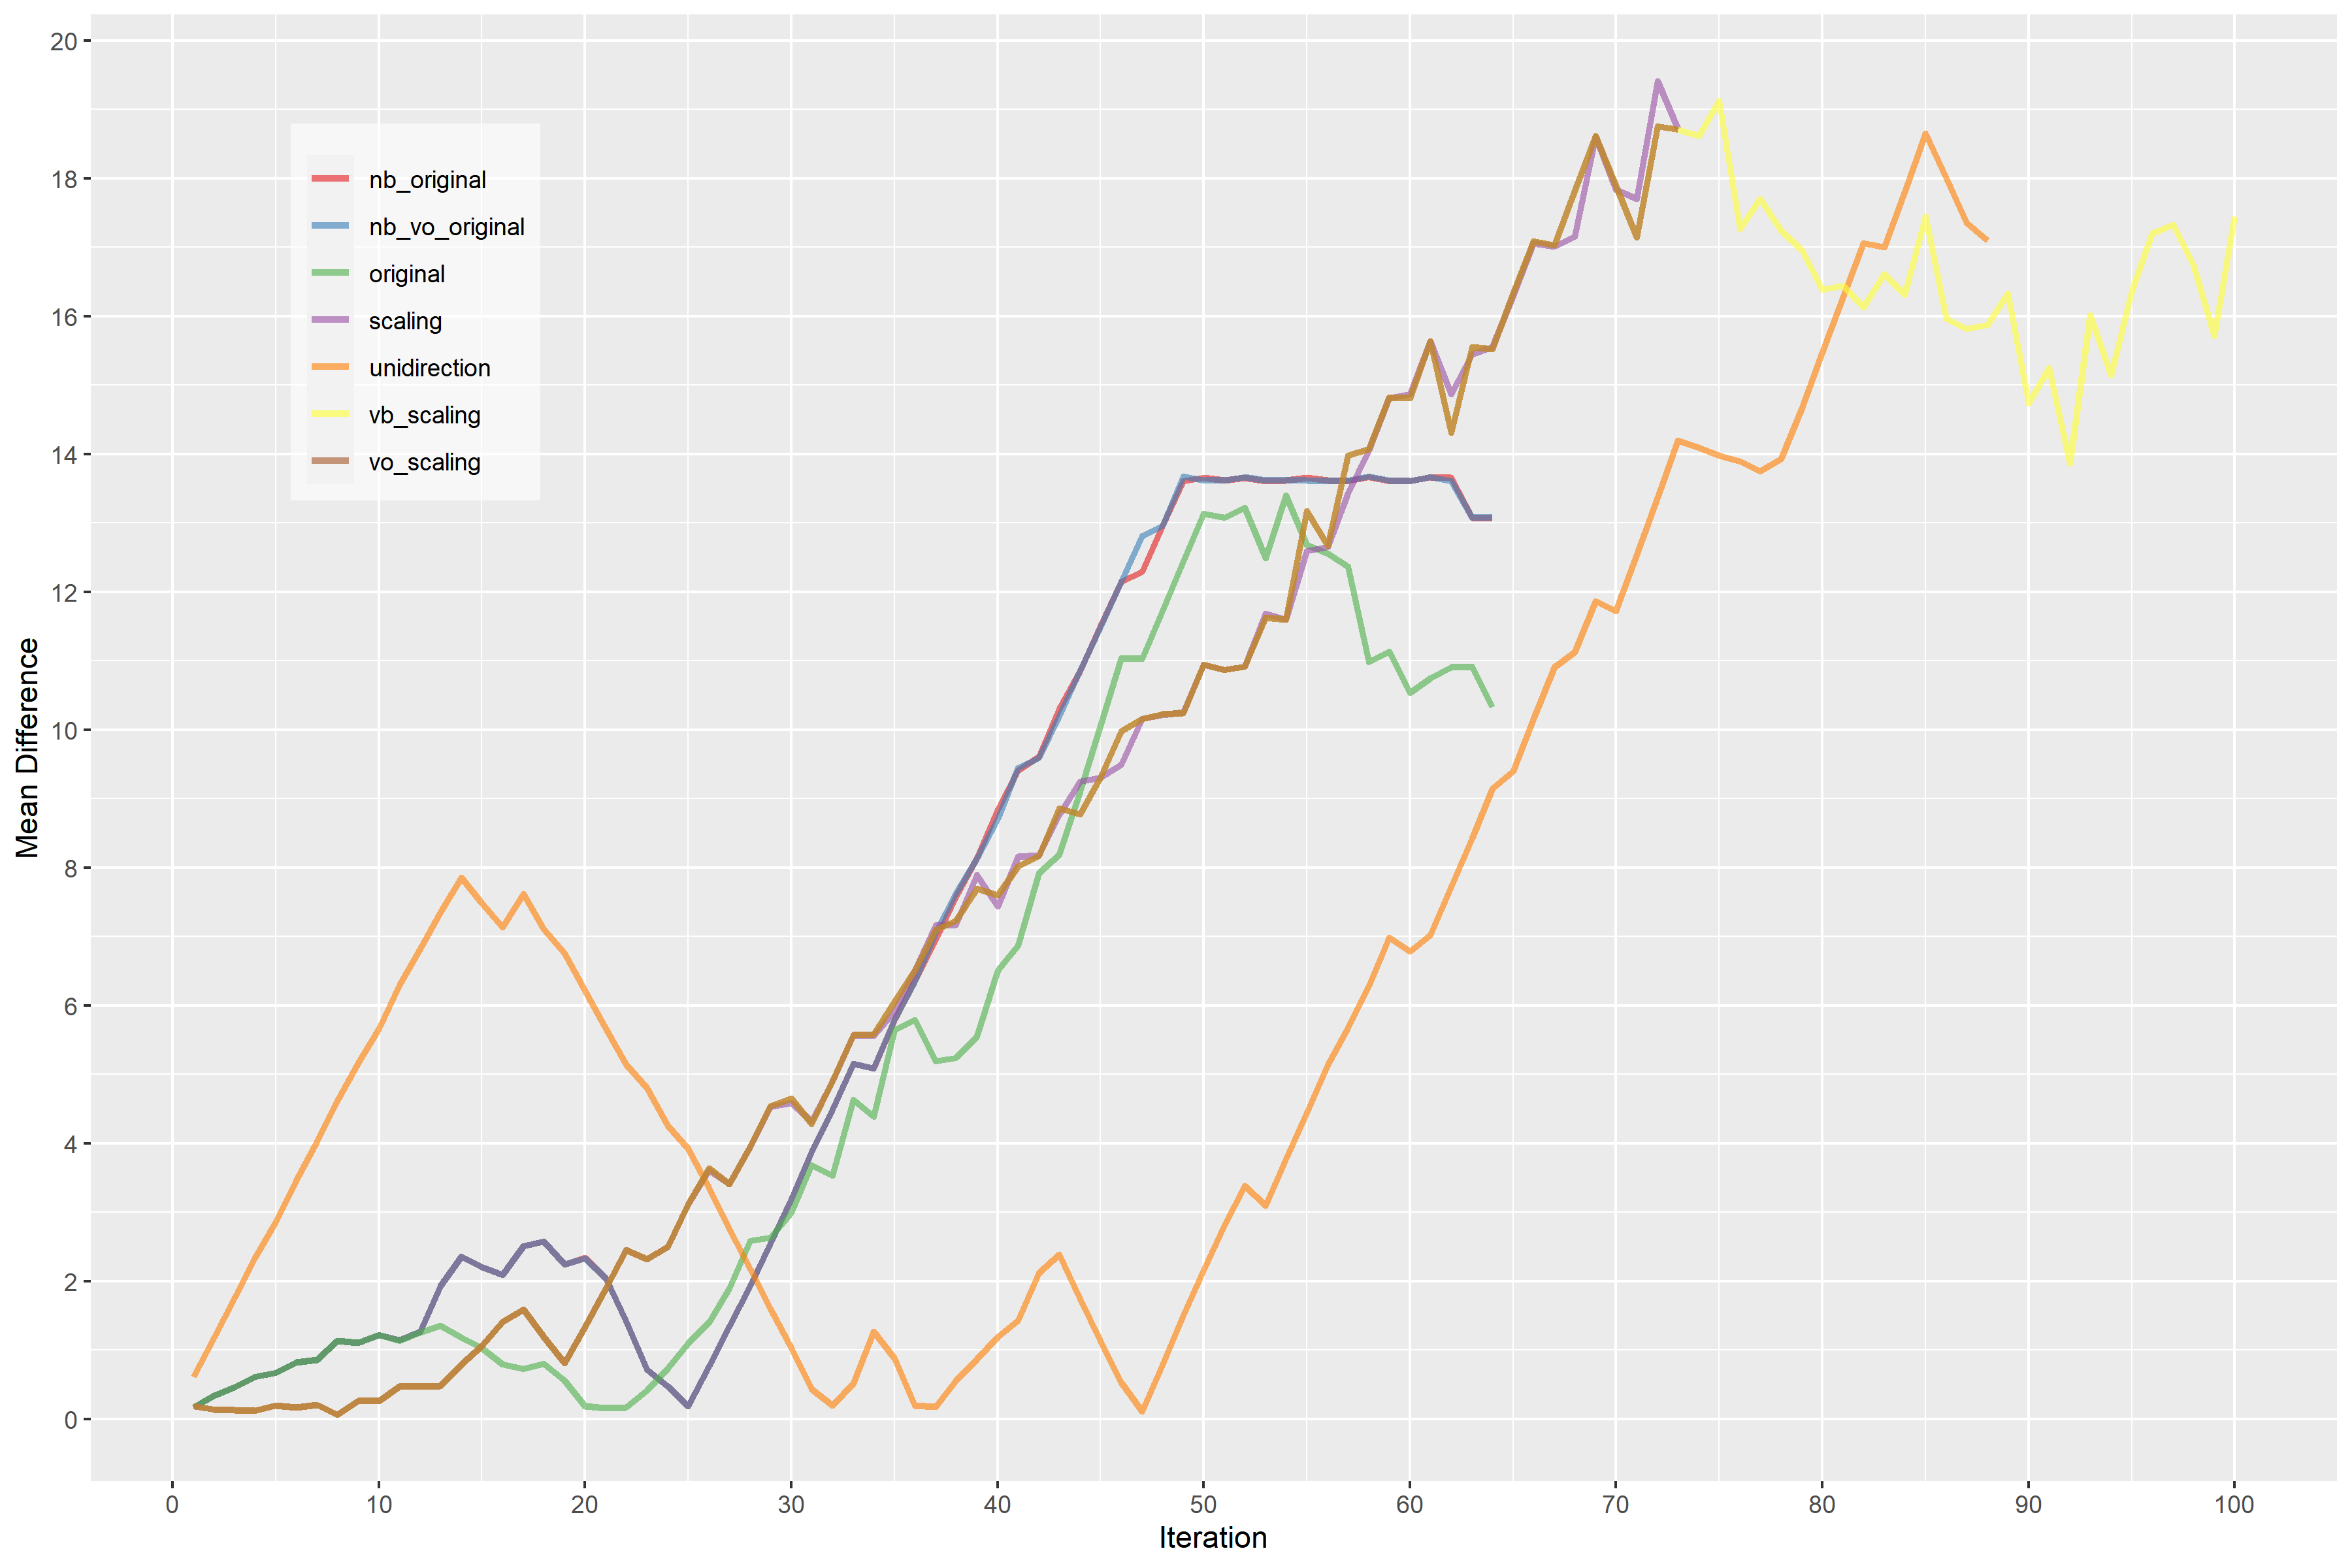 20
18
16
14
12
10
8
6
4
2
0
Mean Difference
nb_original
nb_vo_original
original
scaling
unidirection
vb_scaling
vo_scaling
0 10 20 30 40 50 60 70 80 90 100
Iteration